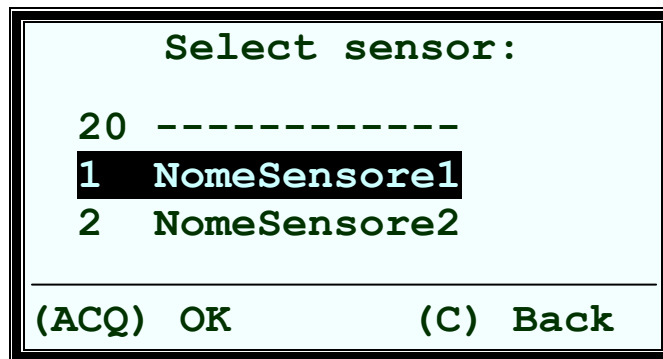 Select sensor:
20 ------------
1 NomeSensore1
2 NomeSensore2
(ACQ) OK (C) Back